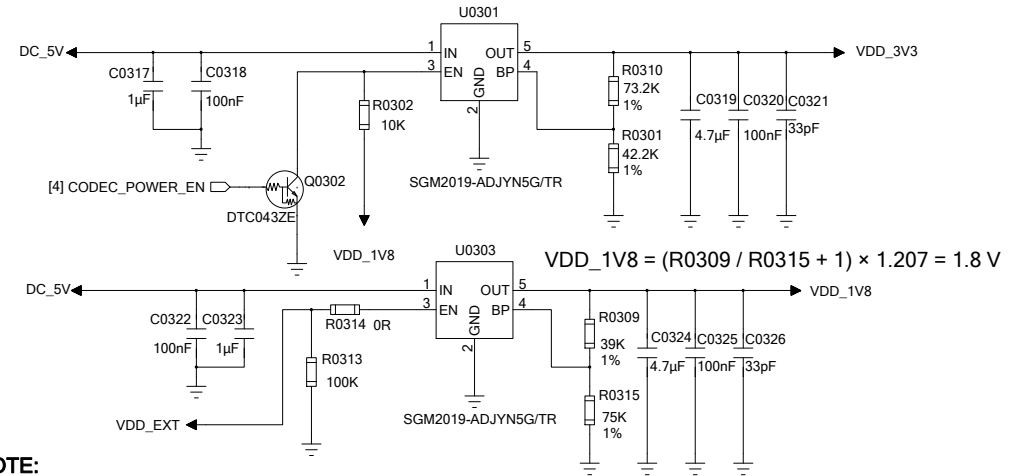 U0301
DC_5V
1 IN OUT 5
VDD_3V3
3 EN BP 4
GND
2
C0317
1µF
C0318
100nF
R0302
10K
R0310
73.2K
1%
R0301
42.2K
1%
C0319
4.7µF
C0320
100nF
C0321
33pF
SGM2019-ADJYN5G/TR
[4] CODEC_POWER_EN
Q0302
DTC043ZE
VDD_1V8
U0303
VDD_1V8 = (R0309 / R0315 + 1) × 1.207 = 1.8 V
DC_5V
1 IN OUT 5
VDD_1V8
3 EN BP 4
GND
2
C0322
100nF
C0323
1µF
R0314 0R
R0313
100K
R0309
39K
1%
R0315
75K
1%
C0324
4.7µF
C0325
100nF
C0326
33pF
VDD_EXT
SGM2019-ADJYN5G/TR
OTE: